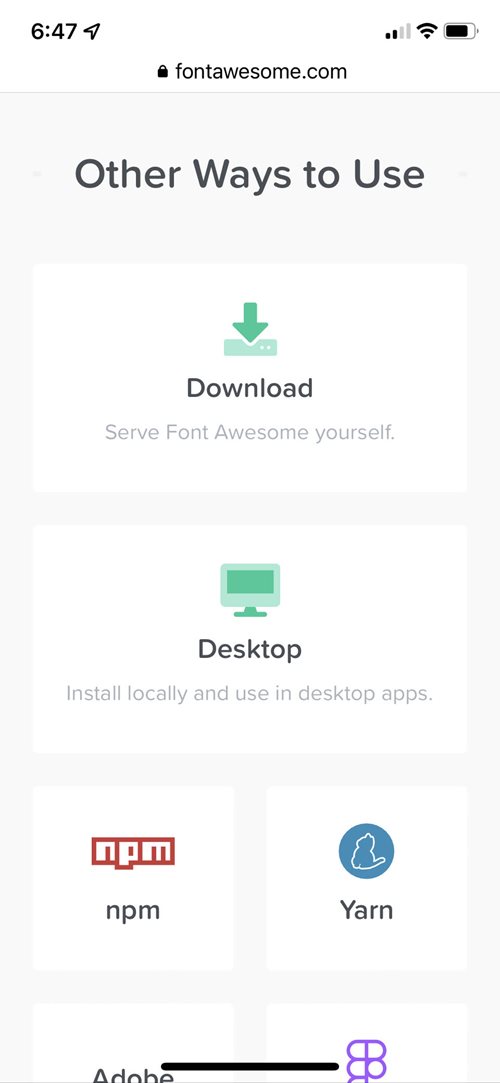 6:47
fontawesome.com
Other Ways to Use
Download
Serve Font Awesome yourself.
Desktop
Install locally and use in desktop apps.
npm
npm
Yarn
Adobe